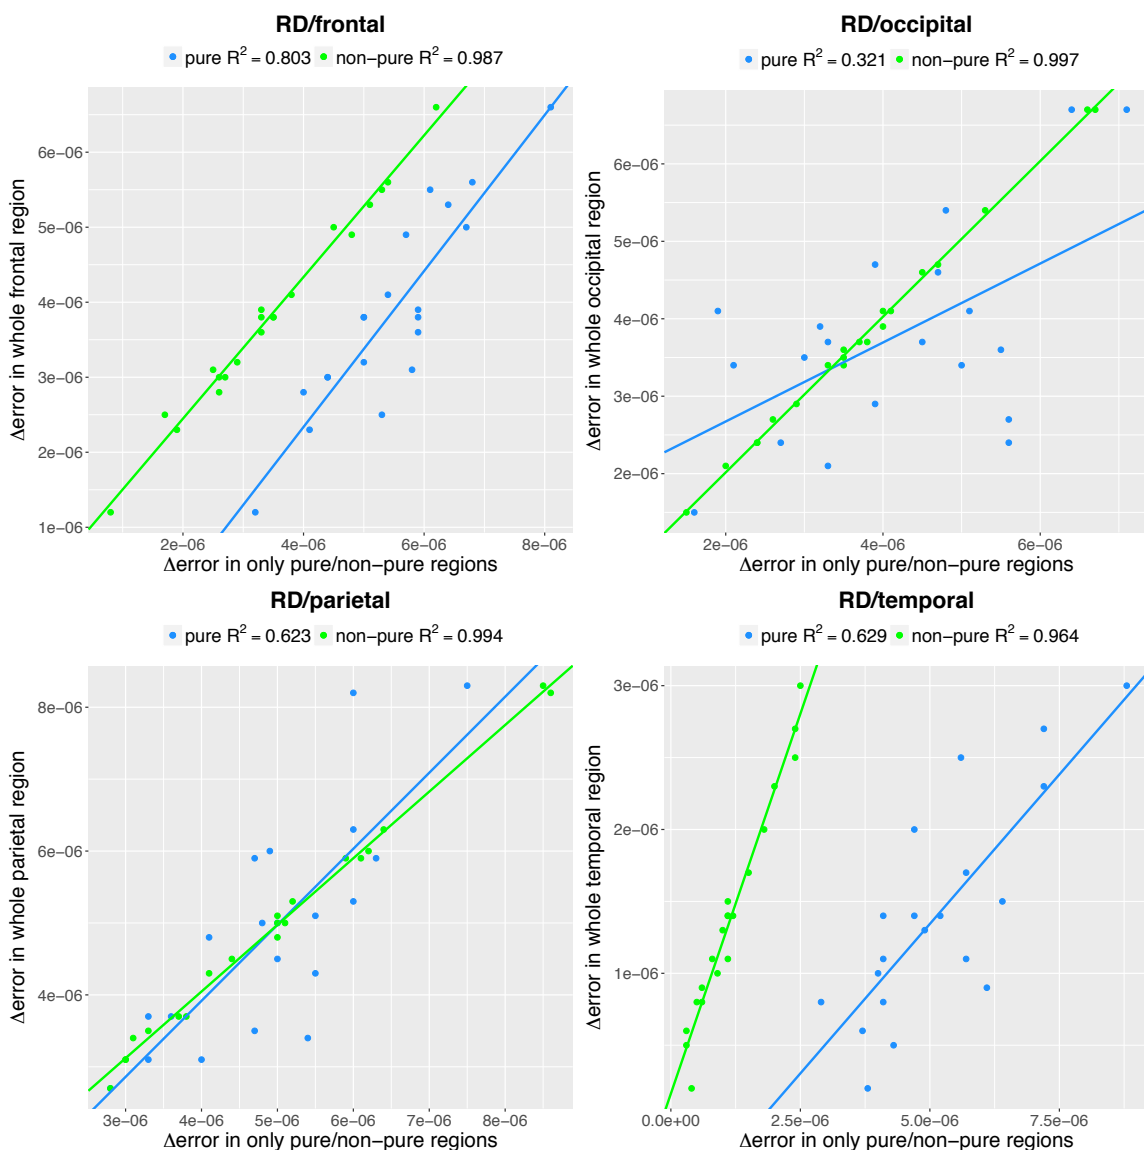 RD/frontal
pure R² = 0.803 non−pure R² = 0.987
Δerror in whole frontal region
6e−06
5e−06
4e−06
3e−06
2e−06
1e−06
2e−06 4e−06 6e−06 8e−06
Δerror in only pure/non−pure regions
RD/occipital
pure R² = 0.321 non−pure R² = 0.997
Δerror in whole occipital region
6e−06
5e−06
4e−06
3e−06
2e−06
2e−06 4e−06 6e−06
Δerror in only pure/non−pure regions
RD/parietal
pure R² = 0.623 non−pure R² = 0.994
Δerror in whole parietal region
8e−06
6e−06
4e−06
3e−06 4e−06 5e−06 6e−06 7e−06 8e−06
Δerror in only pure/non−pure regions
RD/temporal
pure R² = 0.629 non−pure R² = 0.964
Δerror in whole temporal region
3e−06
2e−06
1e−06
0.0e+00 2.5e−06 5.0e−06 7.5e−06
Δerror in only pure/non−pure regions